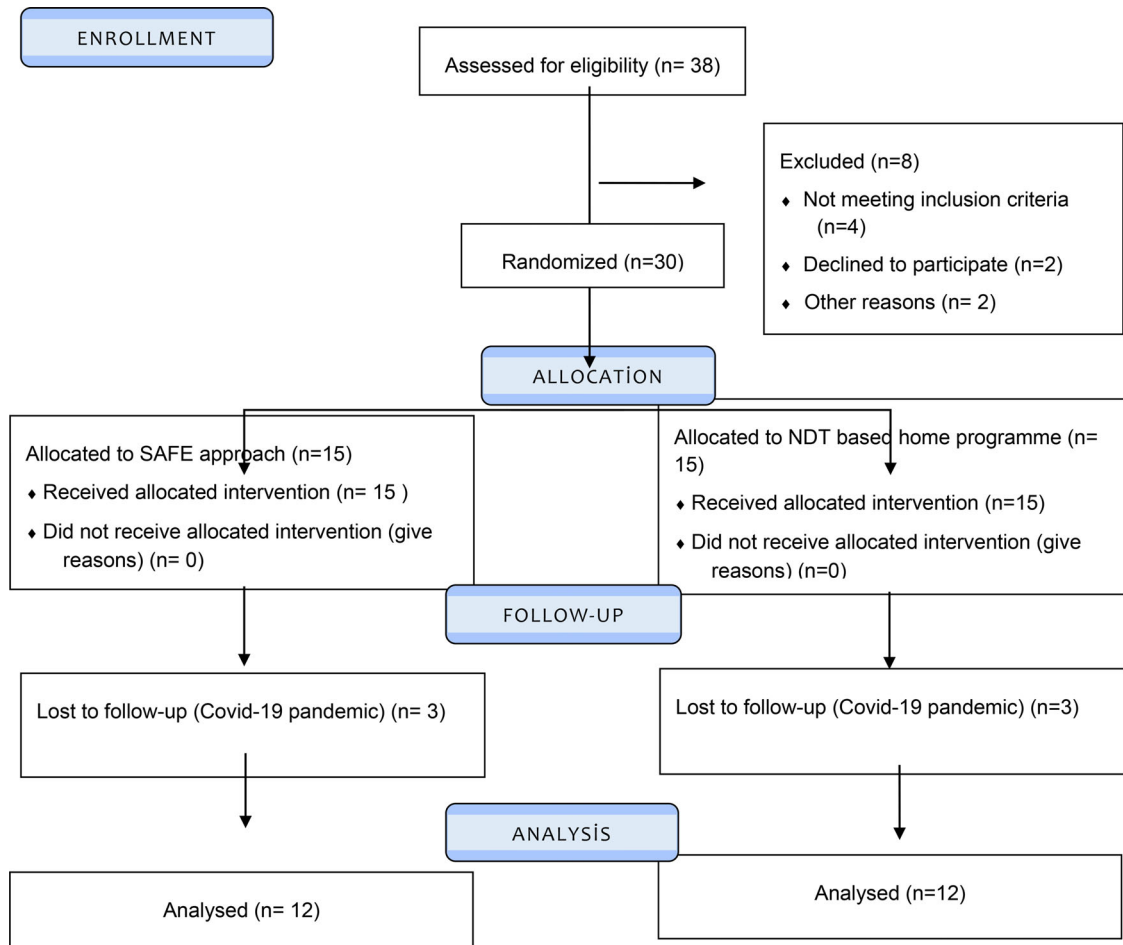 ENROLLMENT
Assessed for eligibility (n= 38)
Excluded (n=8)
♦ Not meeting inclusion criteria
(n=4)
♦ Declined to participate (n=2)
♦ Other reasons (n= 2)
Randomized (n=30)
ALLOCATİON
Allocated to SAFE approach (n=15)
♦ Received allocated intervention (n= 15 )
♦ Did not receive allocated intervention (give
reasons) (n= 0)
Allocated to NDT based home programme (n=
15)
♦ Received allocated intervention (n=15)
♦ Did not receive allocated intervention (give
reasons) (n=0)
FOLLOW-UP
Lost to follow-up (Covid-19 pandemic) (n= 3)
Lost to follow-up (Covid-19 pandemic) (n=3)
ANALYSİS
Analysed (n= 12)
Analysed (n=12)